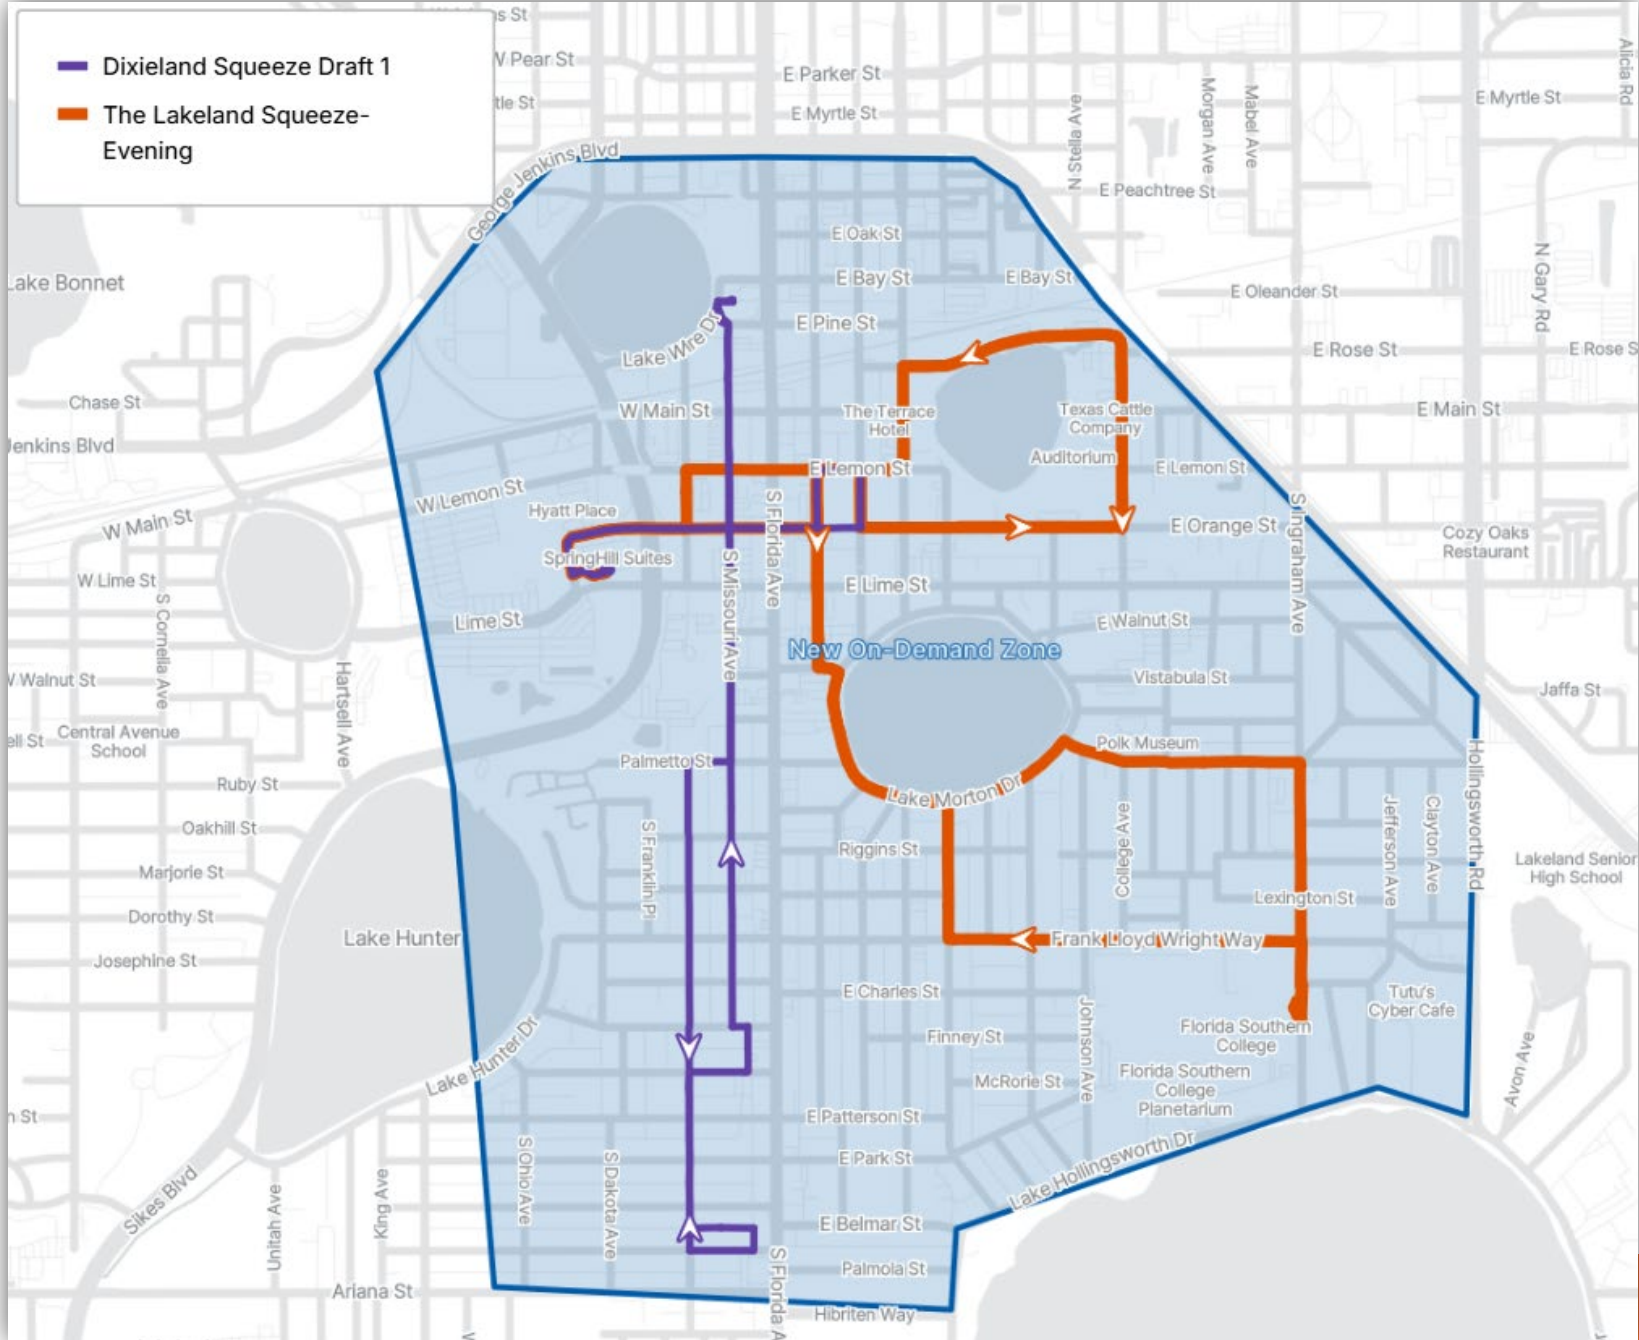 Dixieland Squeeze Draft 1
The Lakeland Squeeze-
Evening
W Pear St
E Parker St
E Myrtle St
E Myrtle St
Alicia Rd
N Stella Ave
Morgan Ave
Mabel Ave
George Jenkins Blvd
E Peachtree St
E Oak St
N Gary Rd
Lake Bonnet
E Bay St
E Bay St
E Oleander St
E Pine St
Lake Wire Dr
E Rose St
E Rose S
Chase St
W Main St
The Terrace
Hotel
Texas Cattle
Company
E Main St
Jenkins Blvd
Auditorium
E Lemon St
E Lemon St
W Lemon St
Hyatt Place
W Main St
E Orange St
S Ingraham Ave
Cozy Oaks
Restaurant
SpringHill Suites
S Florida Ave
S Missouri Ave
W Lime St
E Lime St
S Cornelia Ave
Lime St
E Walnut St
New On-Demand Zone
W Walnut St
Hartsell Ave
Vistabula St
Jaffa St
Central Avenue
School
ell St
Palmetto St
Polk Museum
Hollingsworth Rd
Ruby St
Lake Morton Dr
Oakhill St
S Franklin Pl
College Ave
Jefferson Ave
Clayton Ave
Riggins St
Lakeland Senior
High School
Marjorie St
Lexington St
Dorothy St
Lake Hunter
Frank Lloyd Wright Way
Josephine St
E Charles St
Tutu's
Cyber Cafe
Johnson Ave
Finney St
Florida Southern
College
Lake Hunter Dr
McRorie St
Florida Southern
College
Planetarium
Avon Ave
n St
E Patterson St
S Ohio Ave
S Dakota Ave
E Park St
Lake Hollingsworth Dr
Sikes Blvd
Unitah Ave
King Ave
E Belmar St
S Florida A
Palmola St
Ariana St
Hibriten Way